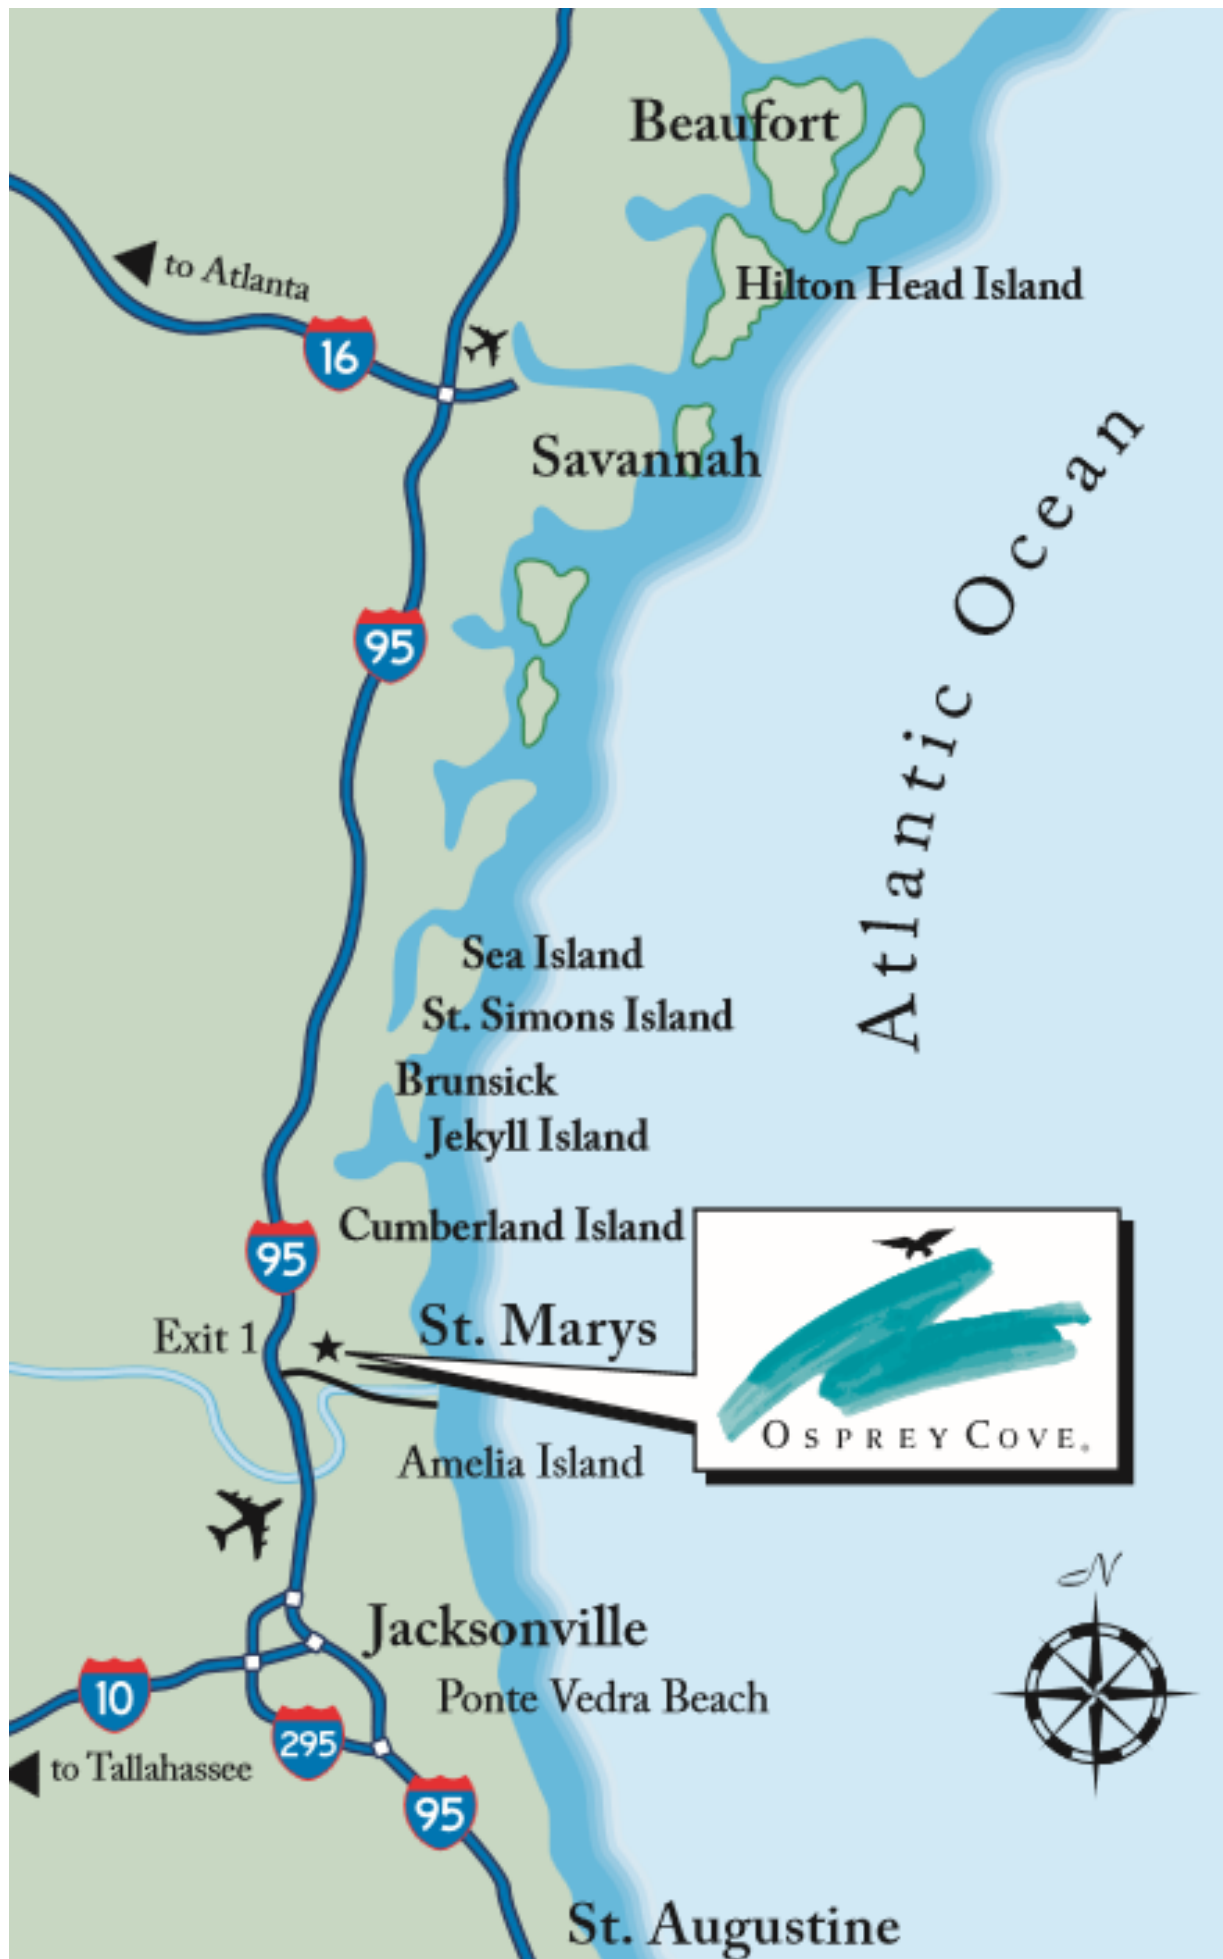 Beaufort
to Atlanta
Hilton Head Island
16
Savannah
Atlantic Ocean
95
Sea Island
St. Simons Island
Brunsick
Jekyll Island
Cumberland Island
95
St. Marys
Exit 1
OSPREY COVE®
Amelia Island
N
Jacksonville
10
Ponte Vedra Beach
295
to Tallahassee
95
St. Augustine